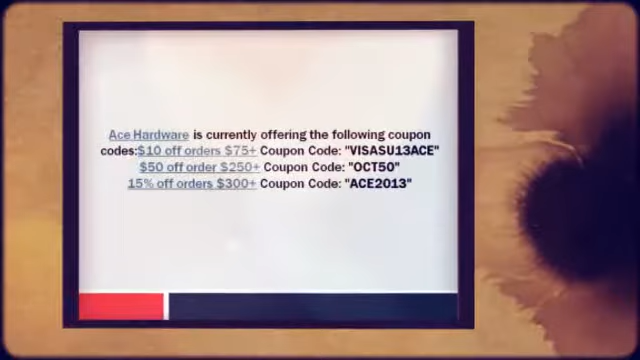 Ace Hardware is currently offering the following coupon
codes:$10 off orders $75+ Coupon Code: "VISASU13ACE"
$50 off order $250+ Coupon Code: "OCT50"
15% off orders $300+ Coupon Code: "ACE2013"